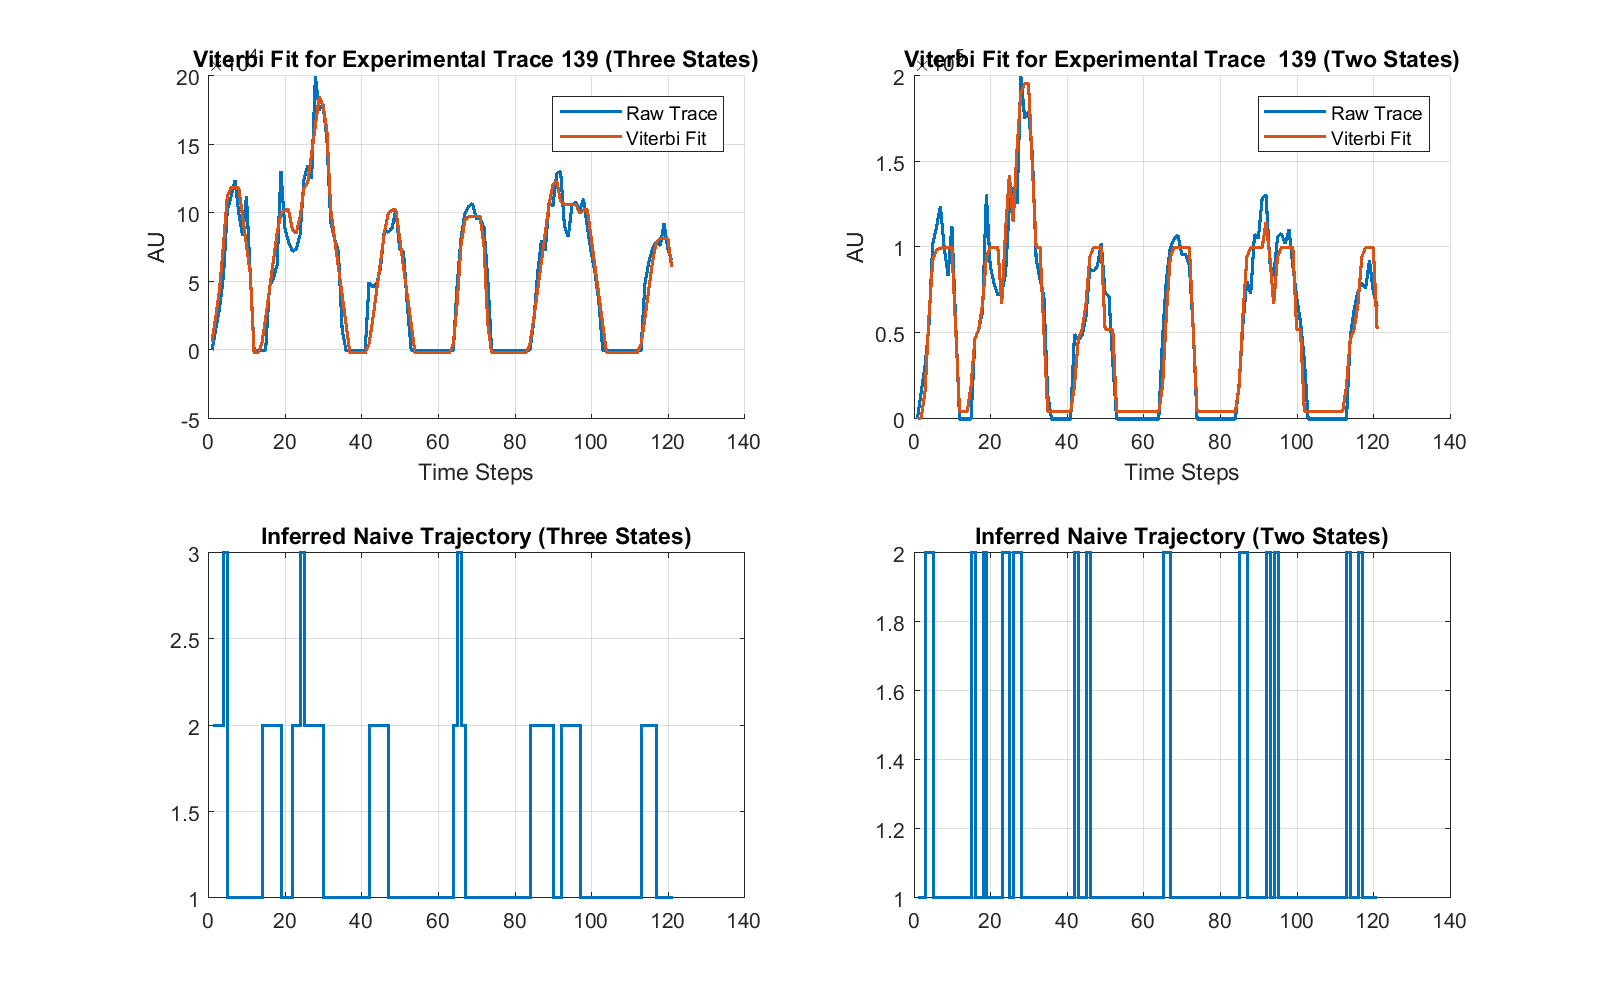 Viterbi Fit for Experimental Trace 139 (Three States)
20
15
10
5
0
-5
AU
Raw Trace
Viterbi Fit
0 20 40 60 80 100 120 140
Time Steps
Viterbi Fit for Experimental Trace  139 (Two States)
2
1.5
1
0.5
0
AU
Raw Trace
Viterbi Fit
0 20 40 60 80 100 120 140
Time Steps
Inferred Naive Trajectory (Three States)
3
2.5
2
1.5
1
0 20 40 60 80 100 120 140
Inferred Naive Trajectory (Two States)
2
1.8
1.6
1.4
1.2
1
0 20 40 60 80 100 120 140